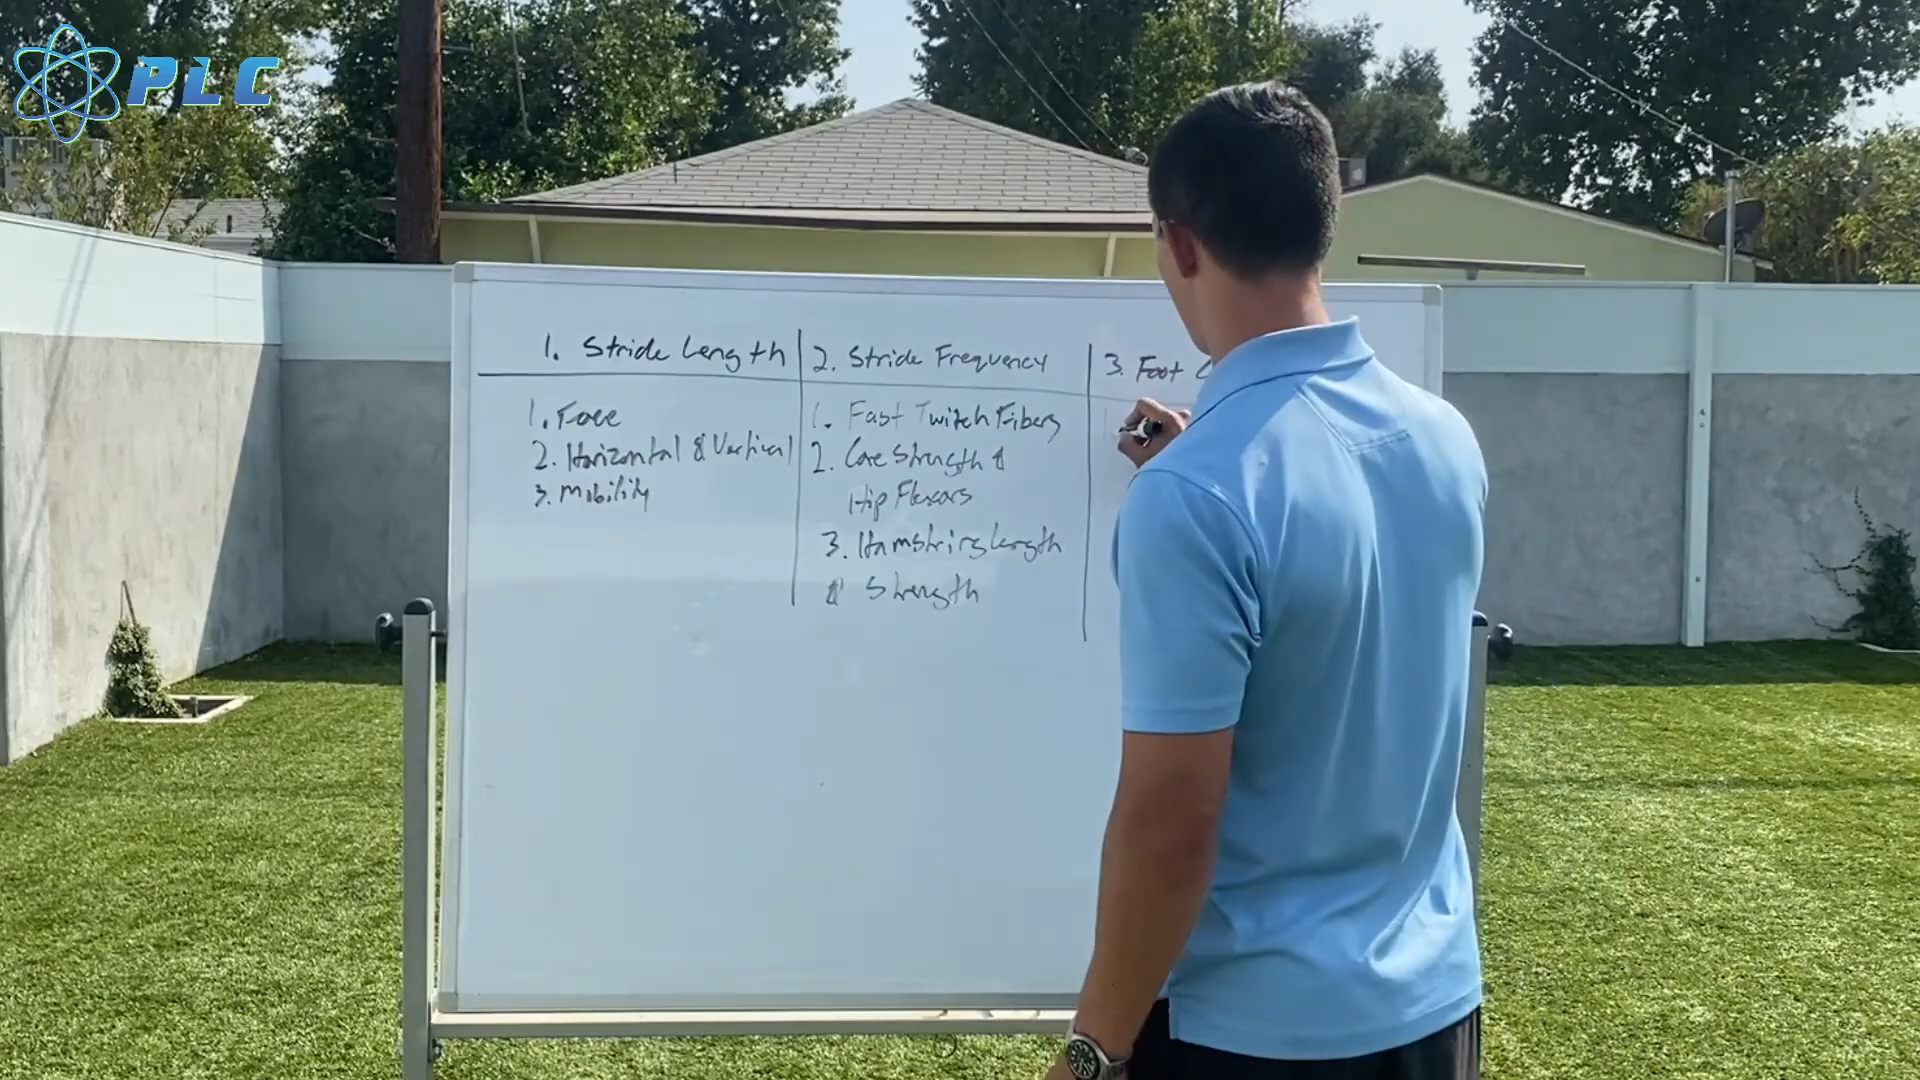 PLC
1. Stride Length
1. Force
2. Horizontal & Vertical
3. Mobility
2. Stride Frequency
1. Fast Twitch Fibers
2. Core Strength &
Hip Flexors
3. Hamstring Length
& Strength
3. Foot C
1